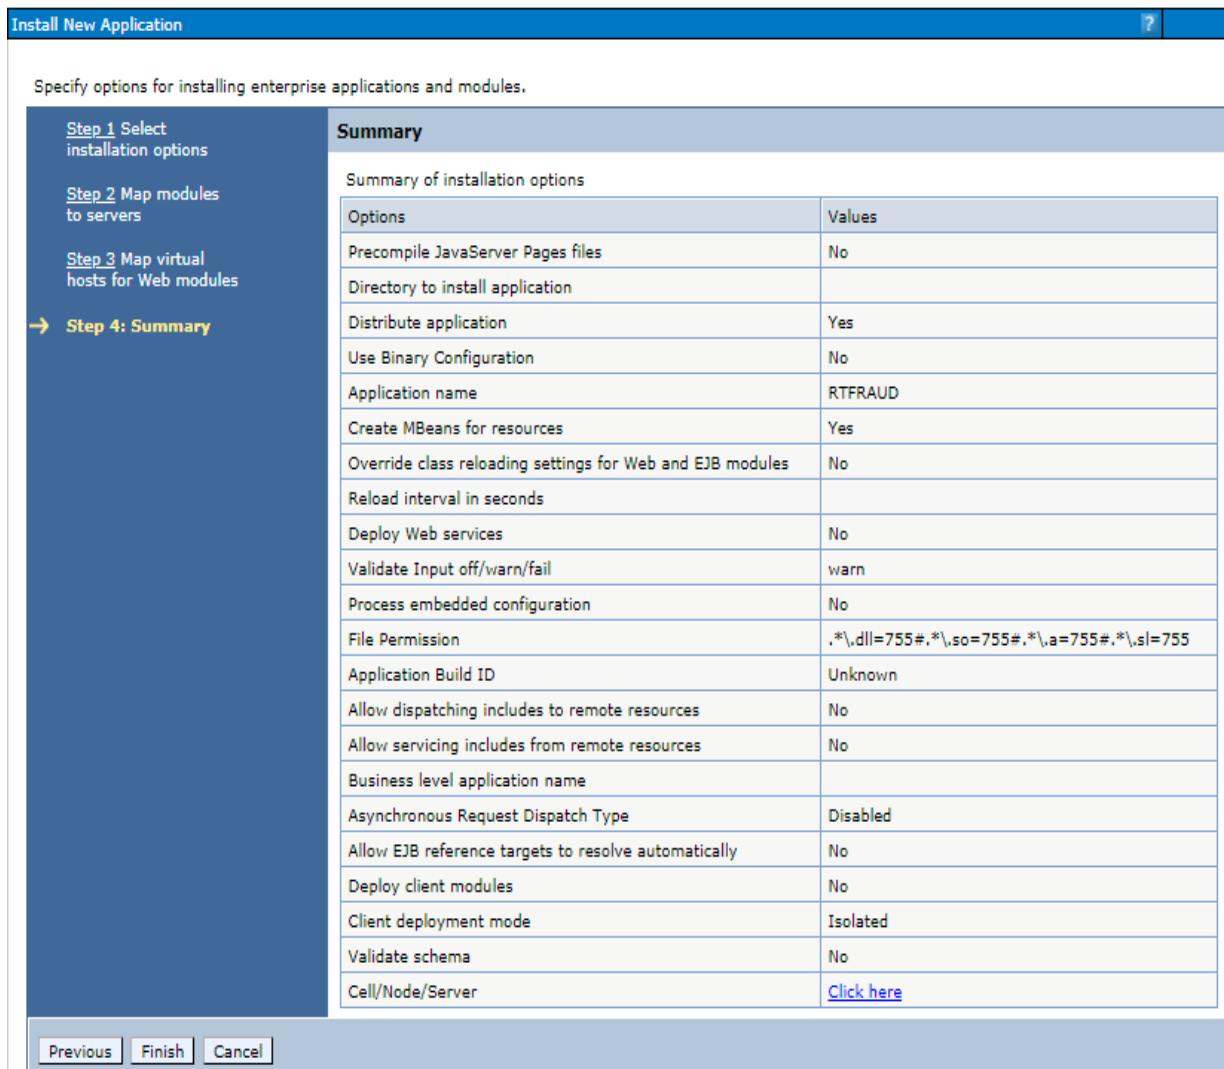 Install New Application ?
Specify options for installing enterprise applications and modules.
Step 1 Select
installation options
Step 2 Map modules
to servers
Step 3 Map virtual
hosts for Web modules
Step 4: Summary
Summary
Summary of installation options
Options Values
Precompile JavaServer Pages files No
Directory to install application
Distribute application Yes
Use Binary Configuration No
Application name RTFRAUD
Create MBeans for resources Yes
Override class reloading settings for Web and EJB modules No
Reload interval in seconds
Deploy Web services No
Validate Input off/warn/fail warn
Process embedded configuration No
File Permission .*\.dll=755#.*\.so=755#.*\.a=755#.*\.sl=755
Application Build ID Unknown
Allow dispatching includes to remote resources No
Allow servicing includes from remote resources No
Business level application name
Asynchronous Request Dispatch Type Disabled
Allow EJB reference targets to resolve automatically No
Deploy client modules No
Client deployment mode Isolated
Validate schema No
Cell/Node/Server Click here
Previous Finish Cancel